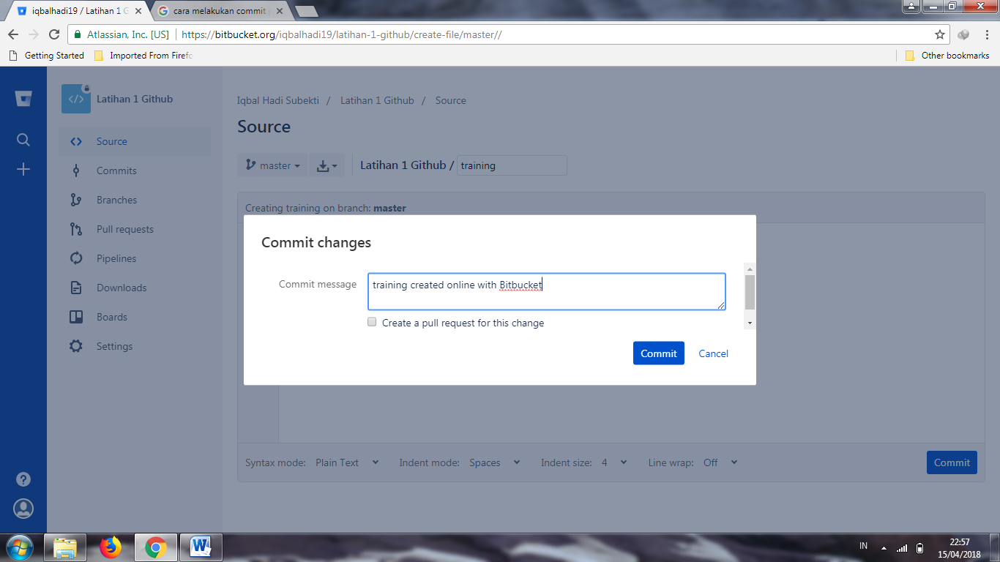 iqbalhadi19 / Latihan 1 G
cara melakukan commit
Atlassian, Inc. [US]
https://bitbucket.org/iqbalhadi19/latihan-1-github/create-file/master//
Getting Started
Imported From Firefo
Other bookmarks
Latihan 1 Github
Source
Commits
Branches
Pull requests
Pipelines
Downloads
Boards
Settings
Iqbal Hadi Subekti / Latihan 1 Github / Source
Source
master
Latihan 1 Github / training
Creating training on branch: master
Commit changes
Commit message
training created online with Bitbucket
Create a pull request for this change
Commit
Cancel
Syntax mode: Plain Text Indent mode: Spaces Indent size: 4 Line wrap: Off
Commit
IN
22:57
15/04/2018